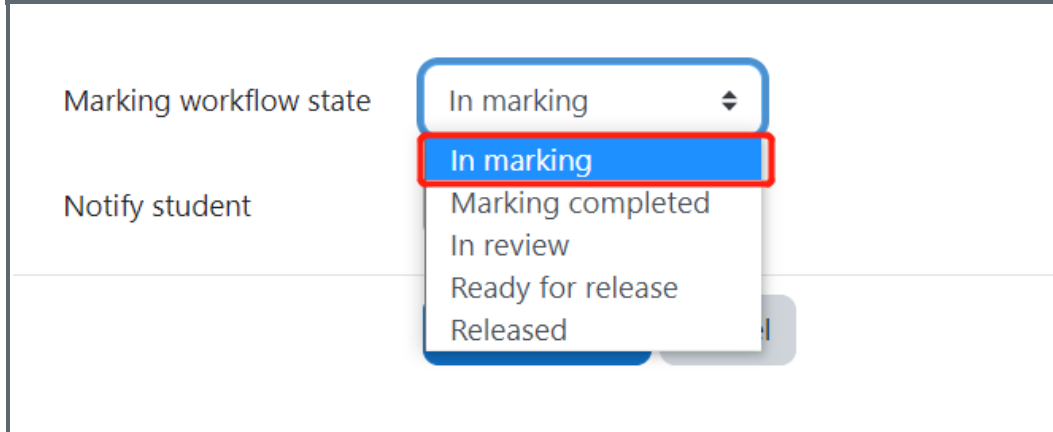 Marking workflow state
In marking
In marking
Marking completed
Notify student
In review
Ready for release
Released